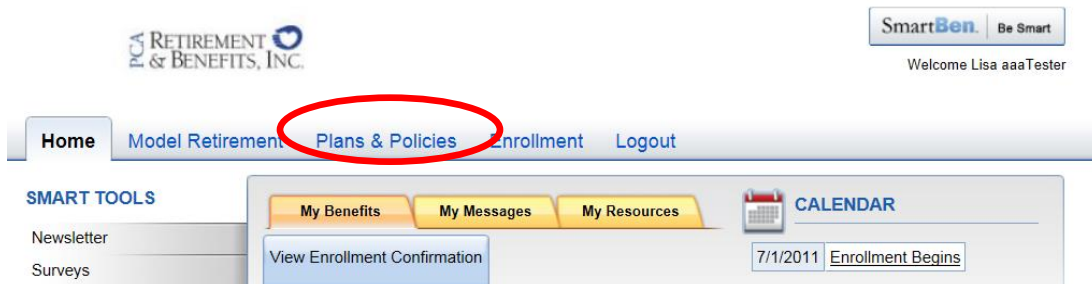 PCA RETIREMENT & BENEFITS, INC.
SmartBen. Be Smart
Welcome Lisa aaaTester
Home Model Retirement Plans & Policies Enrollment Logout
SMART TOOLS
Newsletter
Surveys
My Benefits My Messages My Resources
View Enrollment Confirmation
CALENDAR
7/1/2011 Enrollment Begins